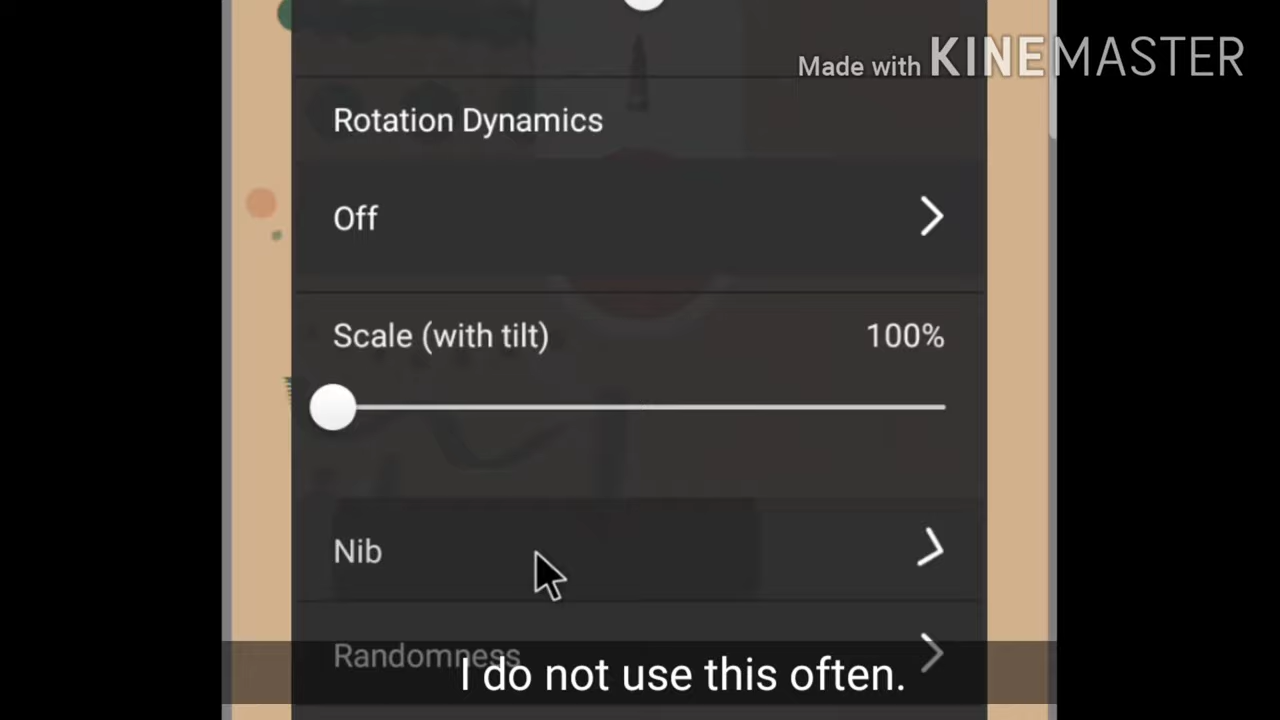 Made with KINEMASTER
Rotation Dynamics
Off
Scale (with tilt) 100%
Nib
Randomness
I do not use this often.